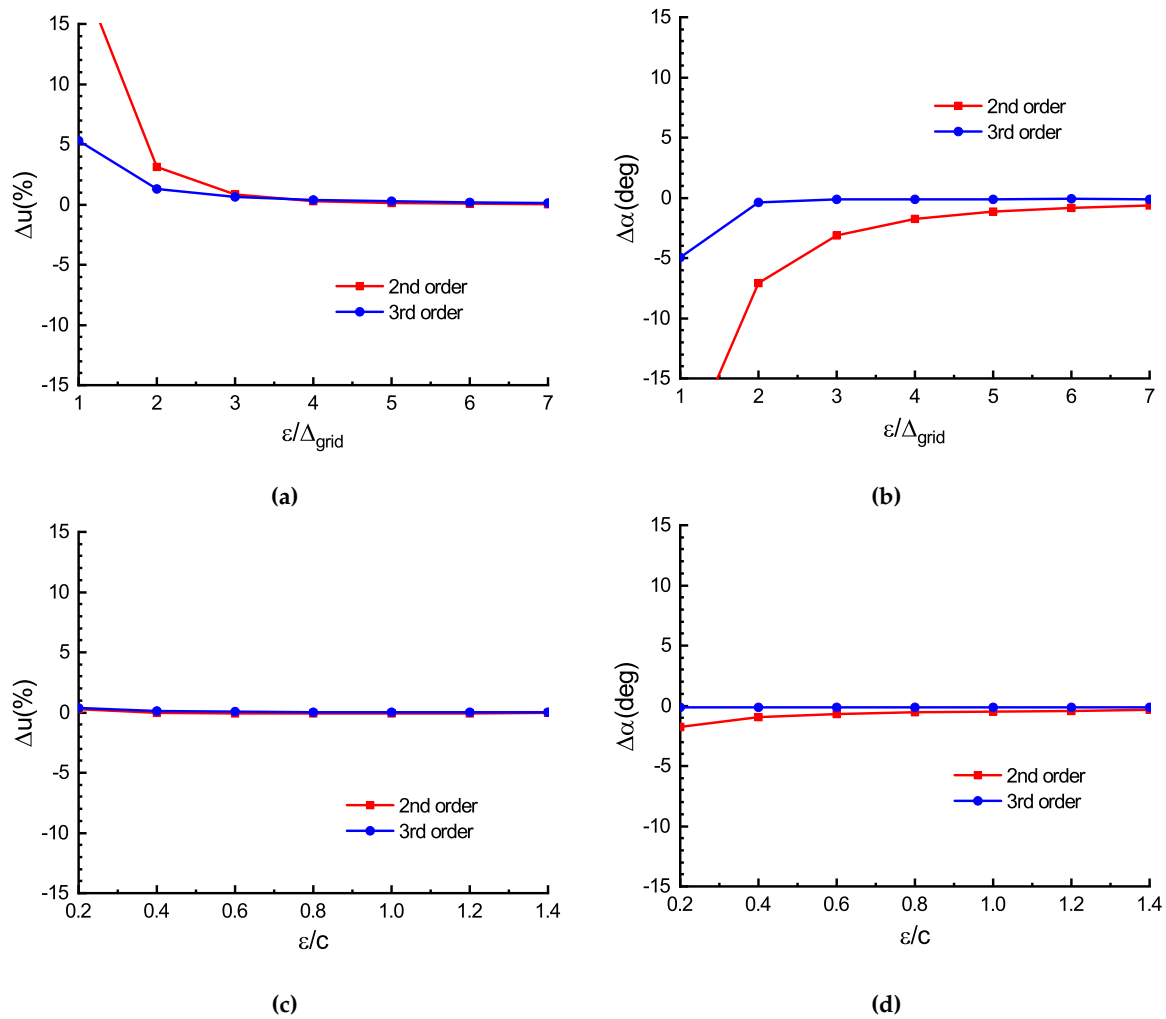 15
10
5
0
-5
-10
-15
Δu(%)
2nd order
3rd order
1 2 3 4 5 6 7
ε/Δgrid
(a)
15
10
5
0
-5
-10
-15
Δα(deg)
2nd order
3rd order
1 2 3 4 5 6 7
ε/Δgrid
(b)
15
10
5
0
-5
-10
-15
Δu(%)
2nd order
3rd order
0.2 0.4 0.6 0.8 1.0 1.2 1.4
ε/c
(c)
15
10
5
0
-5
-10
-15
Δα(deg)
2nd order
3rd order
0.2 0.4 0.6 0.8 1.0 1.2 1.4
ε/c
(d)